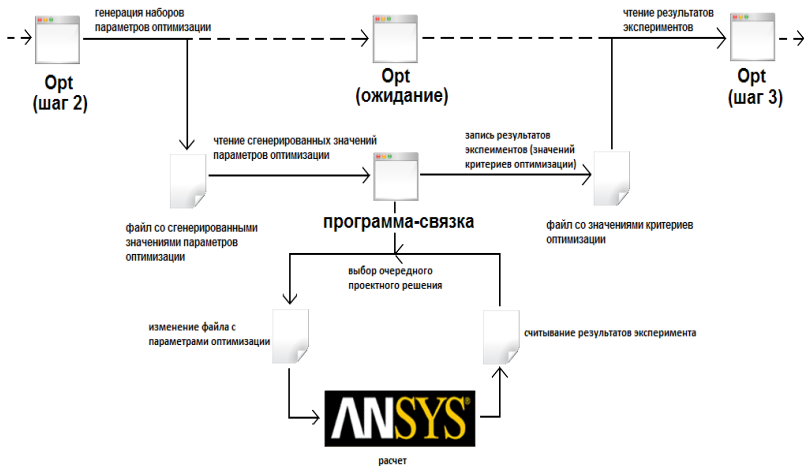 генерация наборов
параметров оптимизации
чтение результатов
экспериментов
Opt
(шаг 2)
Opt
(ожидание)
Opt
(шаг 3)
чтение сгенерированных значений
параметров оптимизации
запись результатов
экспеиментов (значений
критериев оптимизации)
файл со сгенерированными
значениями параметров
оптимизации
программа-связка
файл со значениями критериев
оптимизации
выбор очередного
проектного решения
изменение файла с
параметрами оптимизации
считывание результатов эксперимента
ANSYS®
расчет